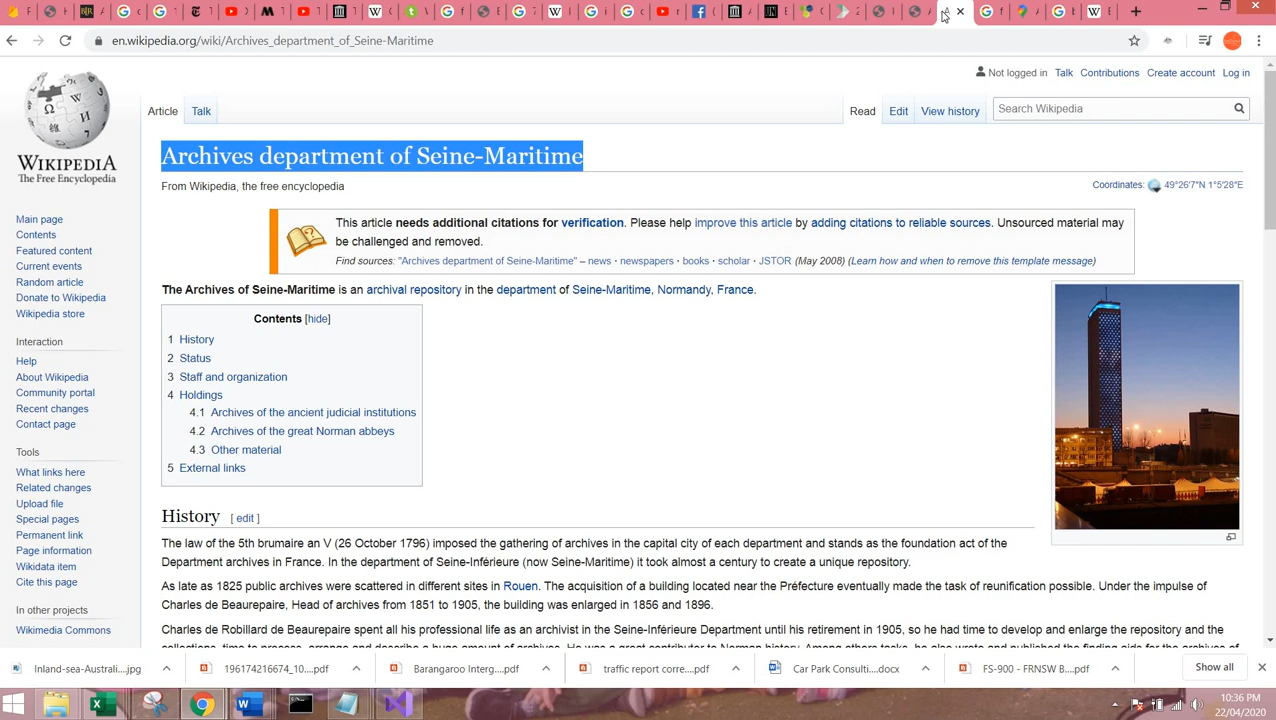 en.wikipedia.org/wiki/Archives_department_of_Seine-Maritime
Not logged in Talk Contributions Create account Log in
Article Talk Read Edit View history Search Wikipedia
WIKIPEDIA
The Free Encyclopedia
Main page
Contents
Featured content
Current events
Random article
Donate to Wikipedia
Wikipedia store
Interaction
Help
About Wikipedia
Community portal
Recent changes
Contact page
Tools
What links here
Related changes
Upload file
Special pages
Permanent link
Page information
Wikidata item
Cite this page
In other projects
Wikimedia Commons
Archives department of Seine-Maritime
From Wikipedia, the free encyclopedia
Coordinates: 49°26′7″N 1°5′28″E
This article needs additional citations for verification. Please help improve this article by adding citations to reliable sources. Unsourced material may
be challenged and removed.
Find sources: "Archives department of Seine-Maritime" – news · newspapers · books · scholar · JSTOR (May 2008) (Learn how and when to remove this template message)
The Archives of Seine-Maritime is an archival repository in the department of Seine-Maritime, Normandy, France.
Contents [hide]
1 History
2 Status
3 Staff and organization
4 Holdings
4.1 Archives of the ancient judicial institutions
4.2 Archives of the great Norman abbeys
4.3 Other material
5 External links
History [ edit ]
The law of the 5th brumaire an V (26 October 1796) imposed the gathering of archives in the capital city of each department and stands as the foundation act of the
Department archives in France. In the department of Seine-Inférieure (now Seine-Maritime) it took almost a century to create a unique repository.
As late as 1825 public archives were scattered in different sites in Rouen. The acquisition of a building located near the Préfecture eventually made the task of reunification possible. Under the impulse of
Charles de Beaurepaire, Head of archives from 1851 to 1905, the building was enlarged in 1856 and 1896.
Charles de Robillard de Beaurepaire spent all his professional life as an archivist in the Seine-Inférieure Department until his retirement in 1905, so he had time to develop and enlarge the repository and the
Inland-sea-Australi....jpg 196174216674_10....pdf Barangaroo Interg....pdf traffic report corre....pdf Car Park Consulti....docx FS-900 - FRNSW B....pdf Show all
10:36 PM
22/04/2020